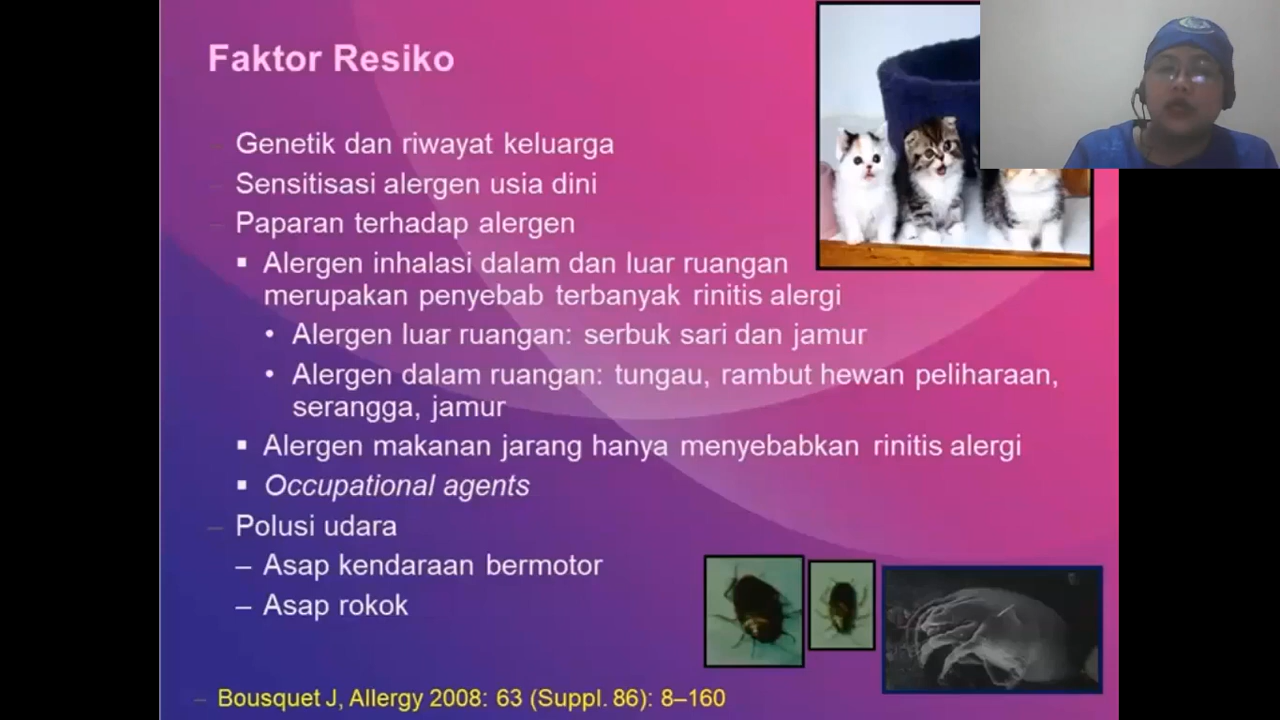 Faktor Resiko
– Genetik dan riwayat keluarga
– Sensitisasi alergen usia dini
– Paparan terhadap alergen
▪ Alergen inhalasi dalam dan luar ruangan
merupakan penyebab terbanyak rinitis alergi
• Alergen luar ruangan: serbuk sari dan jamur
• Alergen dalam ruangan: tungau, rambut hewan peliharaan,
serangga, jamur
▪ Alergen makanan jarang hanya menyebabkan rinitis alergi
▪ Occupational agents
– Polusi udara
– Asap kendaraan bermotor
– Asap rokok
– Bousquet J, Allergy 2008: 63 (Suppl. 86): 8–160